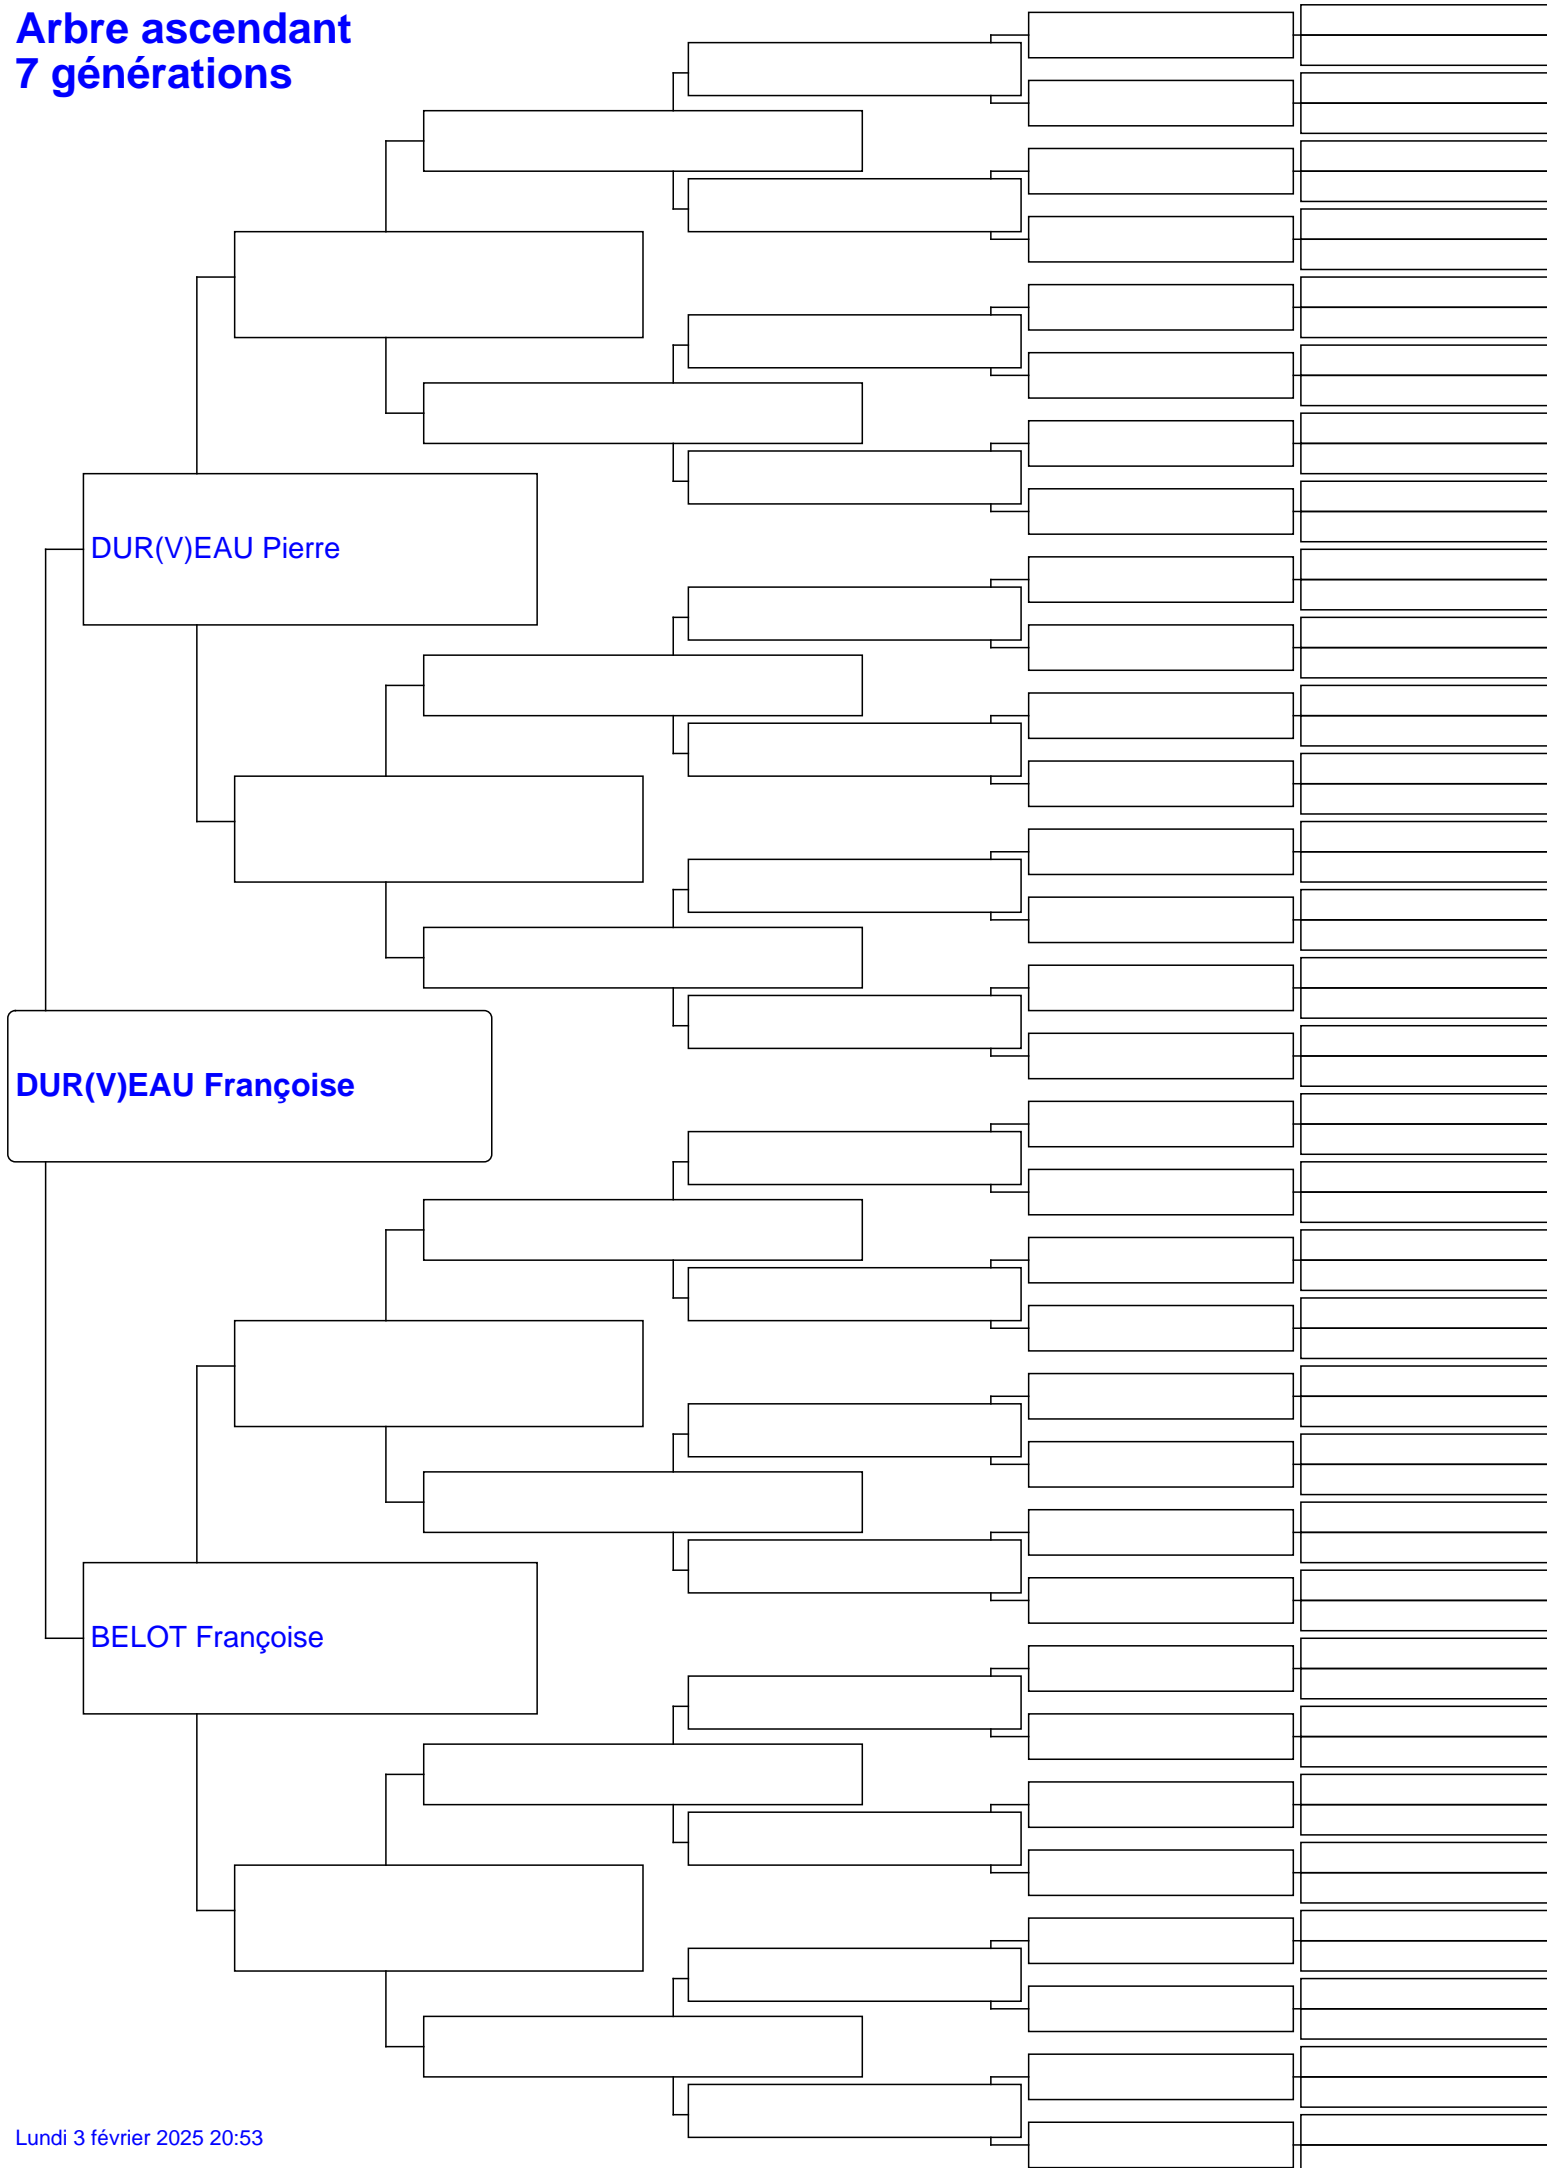 Arbre ascendant
7 générations
DUR(V)EAU Pierre
DUR(V)EAU Françoise
BELOT Françoise
Lundi 3 février 2025 20:53